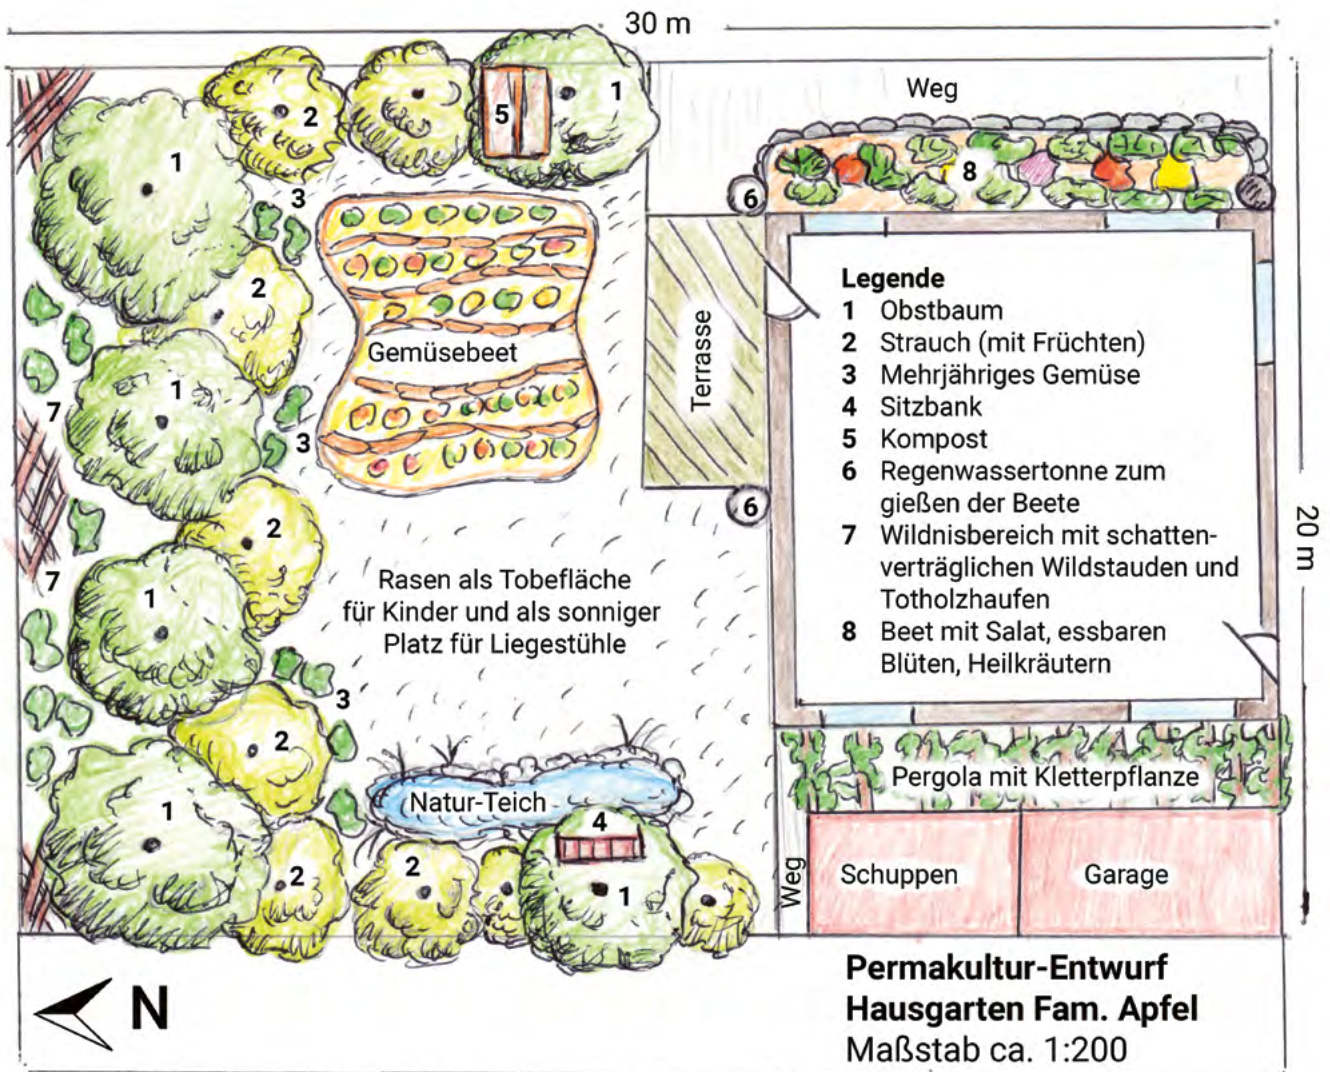 30 m
Weg
1
2
5
1
3
6
8
2
1
7
3
Gemüsebeet
Terrasse
6
Legende
1 Obstbaum
2 Strauch (mit Früchten)
3 Mehrjähriges Gemüse
4 Sitzbank
5 Kompost
6 Regenwassertonne zum
gießen der Beete
7 Wildnisbereich mit schatten-
verträglichen Wildstauden und
Totholzhaufen
8 Beet mit Salat, essbaren
Blüten, Heilkräutern
20 m
2
7
1
Rasen als Tobefläche
für Kinder und als sonniger
Platz für Liegestühle
3
2
1
Natur-Teich
4
2
2
1
Pergola mit Kletterpflanze
Weg
Schuppen
Garage
N
Permakultur-Entwurf
Hausgarten Fam. Apfel
Maßstab ca. 1:200